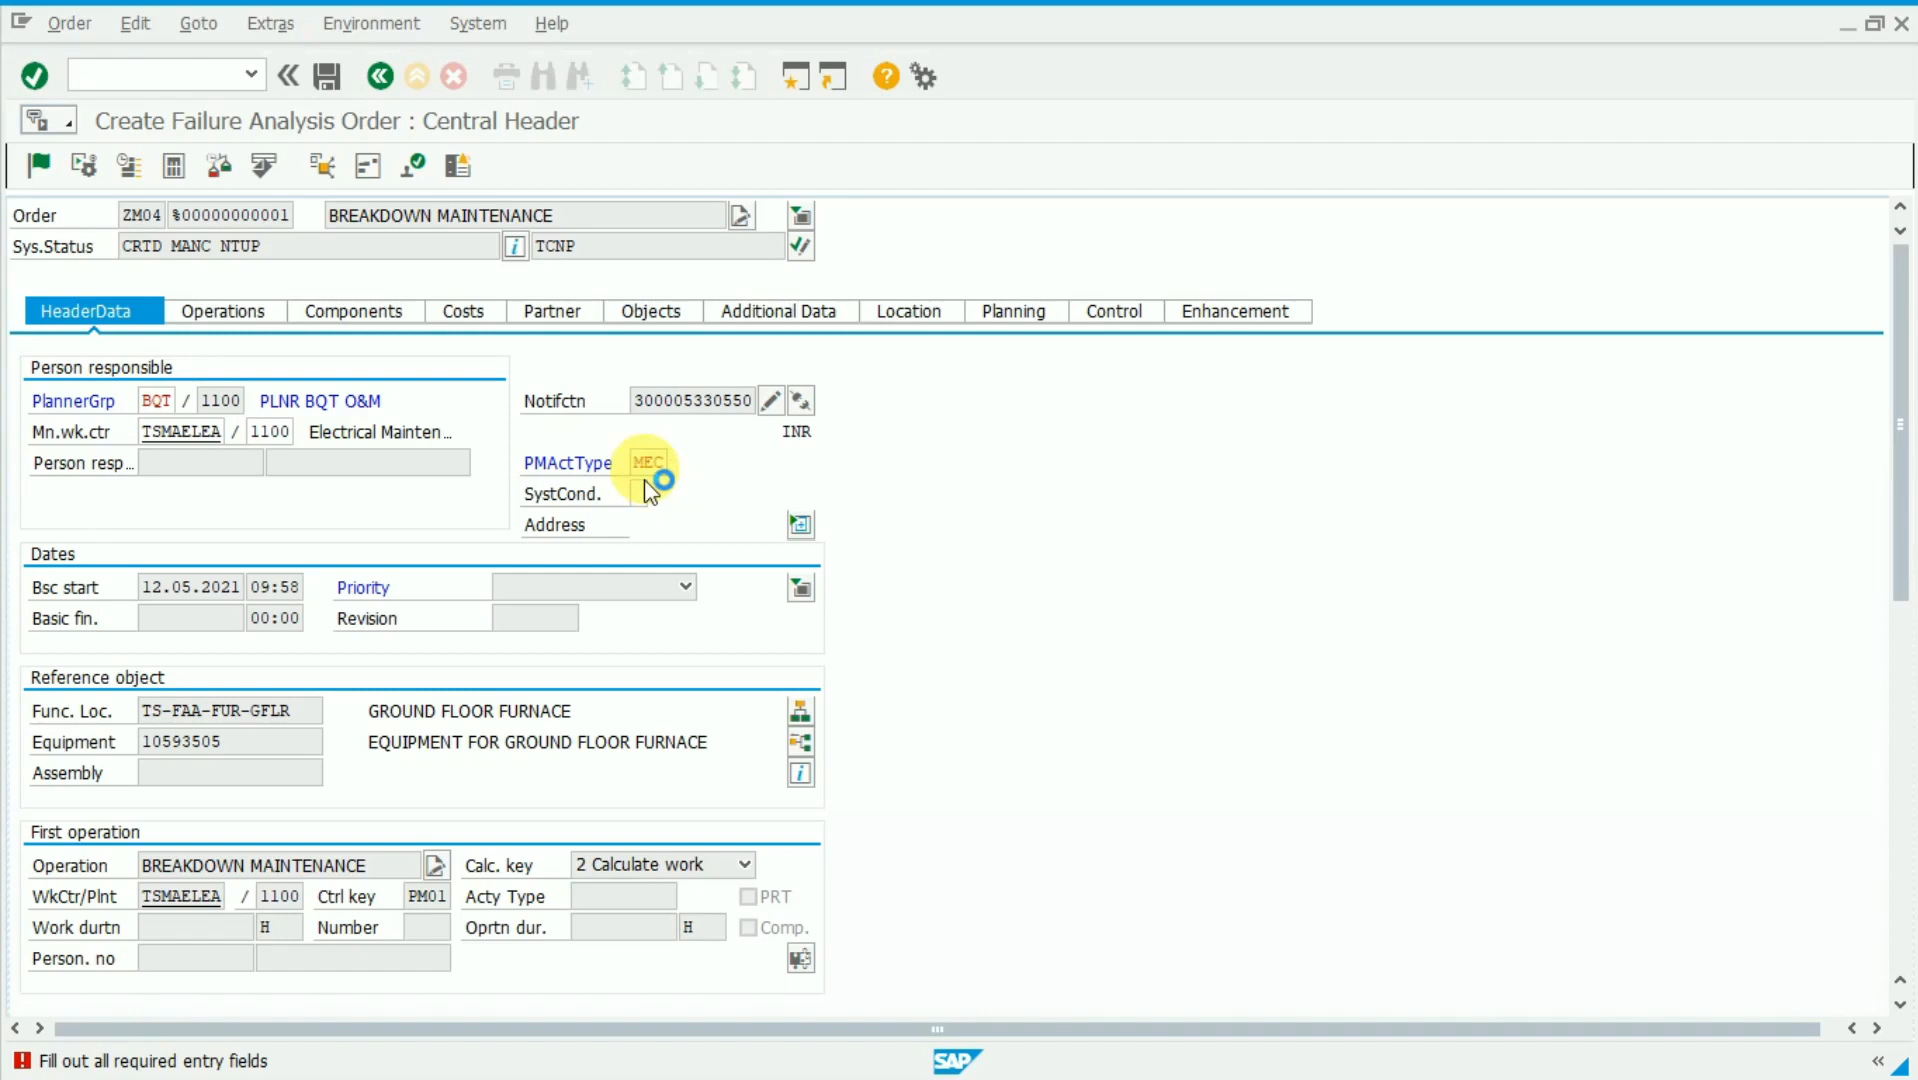 Order Edit Goto Extras Environment System Help
Create Failure Analysis Order : Central Header
Order ZM04 %00000000001 BREAKDOWN MAINTENANCE
Sys.Status CRTD MANC NTUP TCNP
HeaderData Operations Components Costs Partner Objects Additional Data Location Planning Control Enhancement
Person responsible
PlannerGrp BQT / 1100 PLNR BQT O&M Notifctn 300005330550
Mn.wk.ctr TSMAELEA / 1100 Electrical Mainten... INR
Person resp... PMActType MEC
SystCond.
Address
Dates
Bsc start 12.05.2021 09:58 Priority
Basic fin. 00:00 Revision
Reference object
Func. Loc. TS-FAA-FUR-GFLR GROUND FLOOR FURNACE
Equipment 10593505 EQUIPMENT FOR GROUND FLOOR FURNACE
Assembly
First operation
Operation BREAKDOWN MAINTENANCE Calc. key 2 Calculate work
WkCtr/Plnt TSMAELEA / 1100 Ctrl key PM01 Acty Type PRT
Work durtn H Number Oprtn dur. H Comp.
Person. no
Fill out all required entry fields SAP